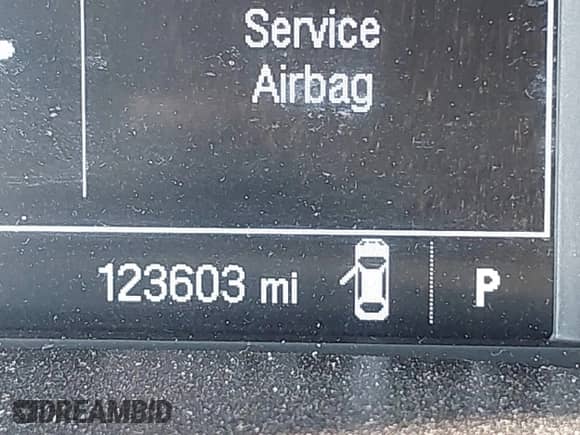 Service
Airbag
123603 mi
P
DREAMBID